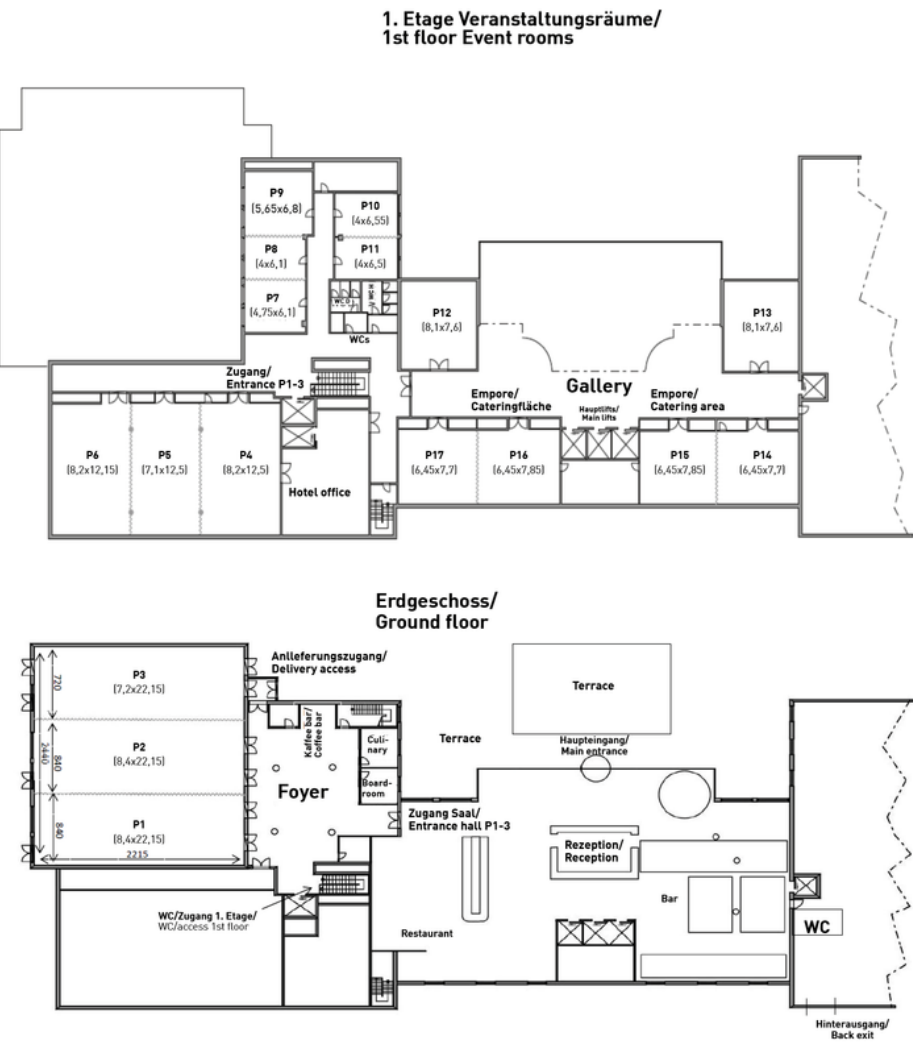 1. Etage Veranstaltungsräume/
1st floor Event rooms
P9
(5,65x6,8)
P10
(4x6,55)
P8
(4x6,1)
P11
(4x6,5)
P7
(4,75x6,1)
WC D
WC H
WCs
P12
(8,1x7,6)
P13
(8,1x7,6)
Zugang/
Entrance P1-3
Empore/
Cateringfläche
Gallery
Hauptlifts/
Main lifts
Empore/
Catering area
P6
(8,2x12,15)
P5
(7,1x12,5)
P4
(8,2x12,5)
Hotel office
P17
(6,45x7,7)
P16
(6,45x7,85)
P15
(6,45x7,85)
P14
(6,45x7,7)
Erdgeschoss/
Ground floor
Anlleferungszugang/
Delivery access
P3
(7,2x22,15)
720
P2
(8,4x22,15)
2440
840
P1
(8,4x22,15)
840
2215
Kaffee bar/
Coffee bar
Culi-
nary
Board-
room
Foyer
Terrace
Terrace
Haupteingang/
Main entrance
Zugang Saal/
Entrance hall P1-3
Rezeption/
Reception
Bar
WC/Zugang 1. Etage/
WC/access 1st floor
Restaurant
WC
Hinterausgang/
Back exit